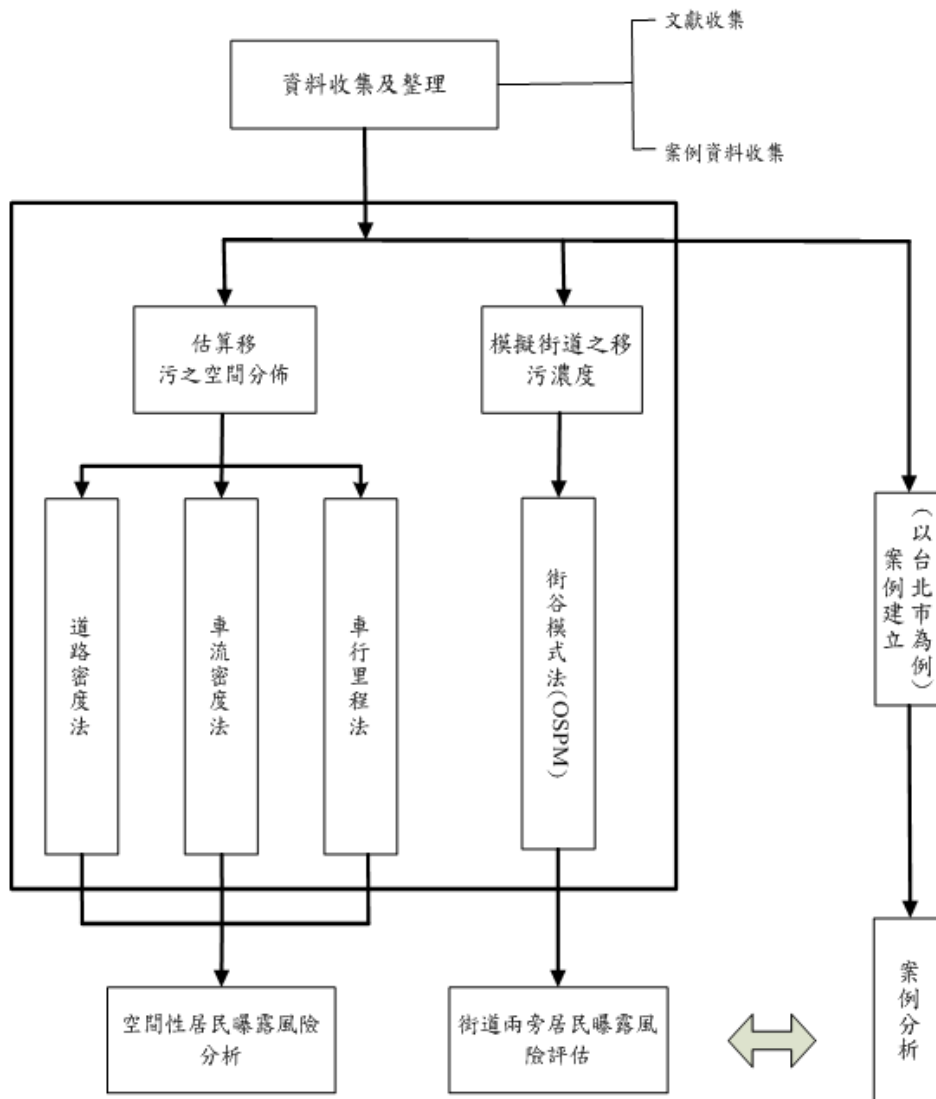 文獻收集
資料收集及整理
案例資料收集
估算移
污之空間分佈
模擬街道之移
污濃度
道路密度法
車流密度法
車行里程法
街谷模式法(OSPM)
(以台北市為例)
案例建立
空間性居民曝露風險
分析
街道兩旁居民曝露風
險評估
案例分析